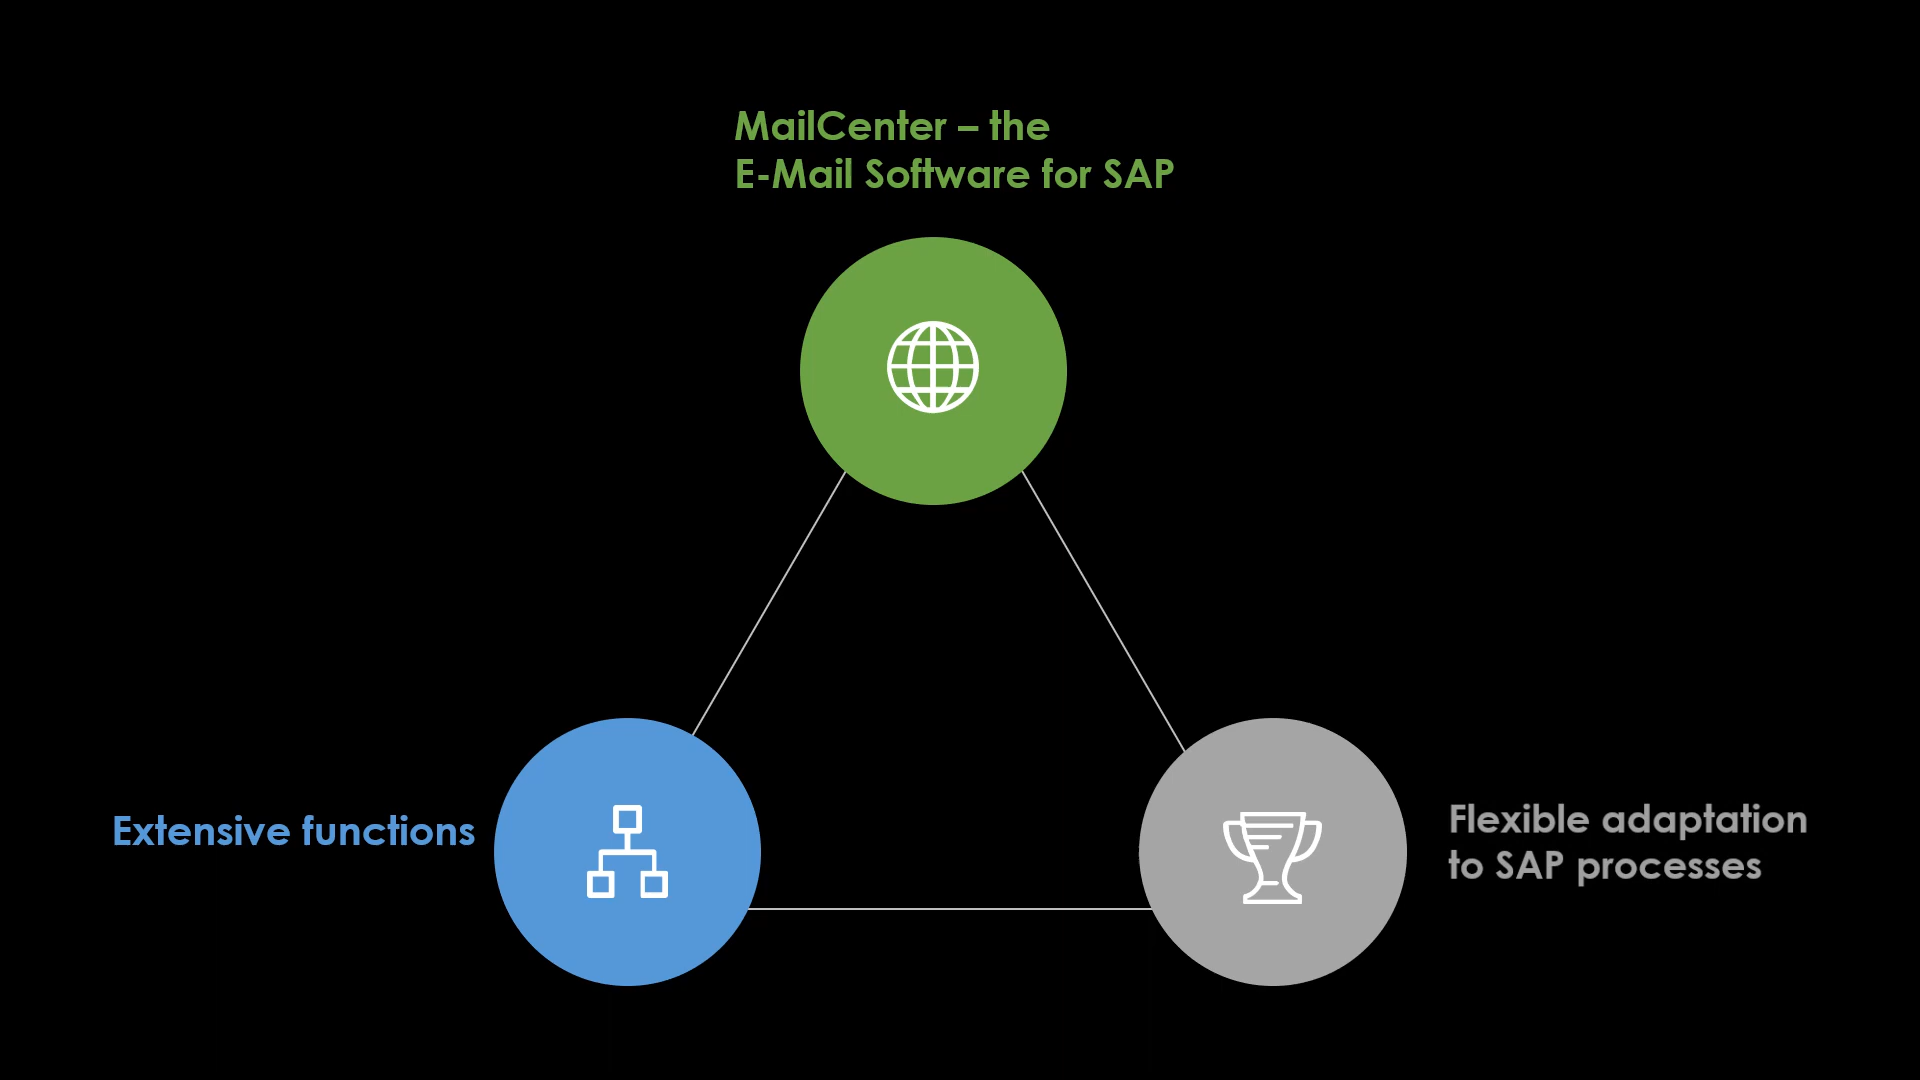 MailCenter – the
E-Mail Software for SAP
Extensive functions
Flexible adaptation
to SAP processes